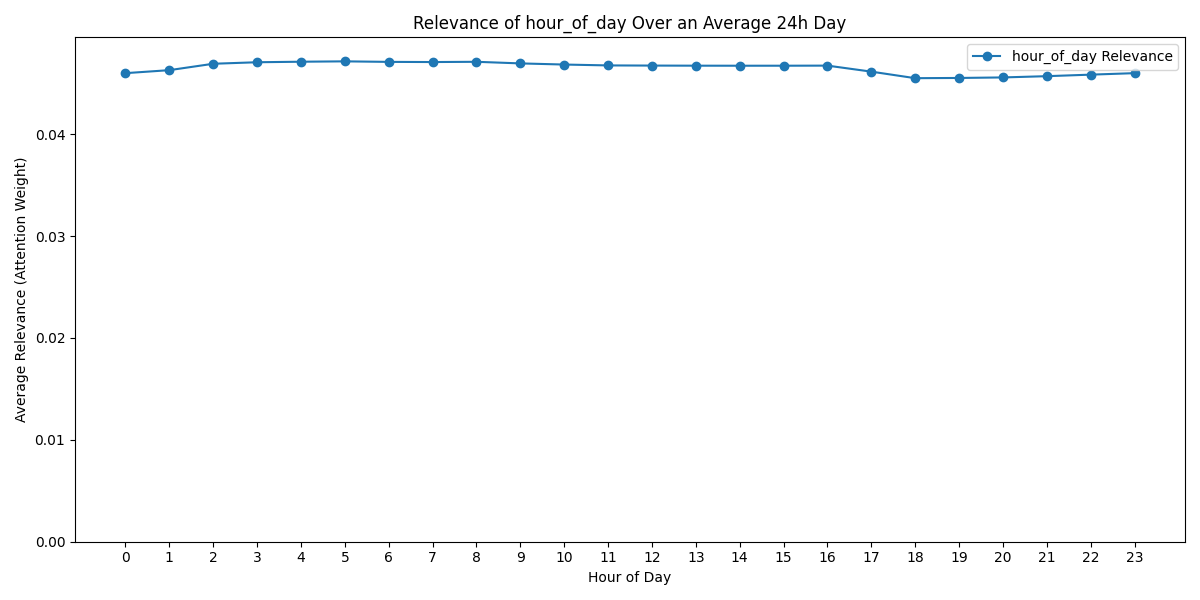 Relevance of hour_of_day Over an Average 24h Day
hour_of_day Relevance
Average Relevance (Attention Weight)
0.04
0.03
0.02
0.01
0.00
0 1 2 3 4 5 6 7 8 9 10 11 12 13 14 15 16 17 18 19 20 21 22 23
Hour of Day